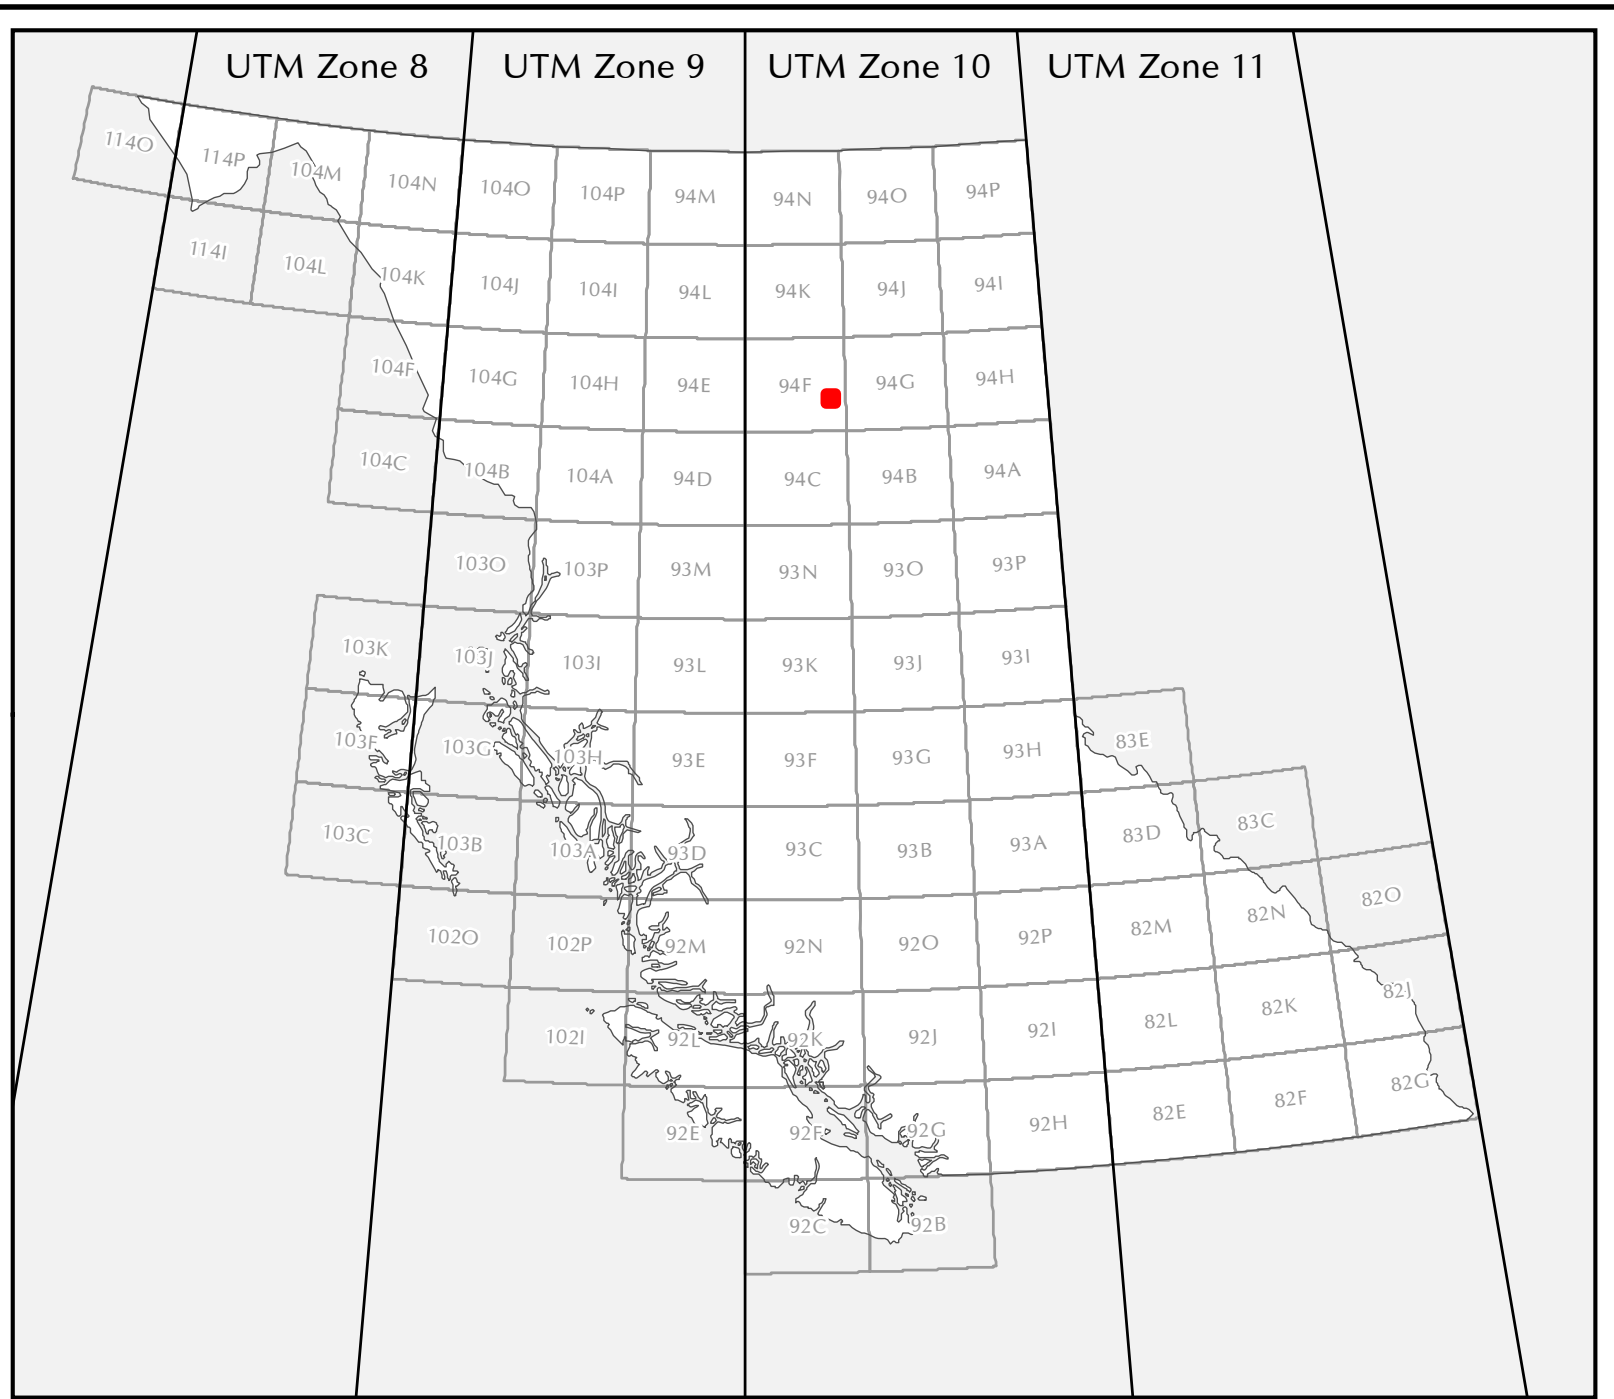 UTM Zone 8 UTM Zone 9 UTM Zone 10 UTM Zone 11
114O 114P 104M 104N 104O 104P 94M 94N 94O 94P
114I 104L 104K 104J 104I 94L 94K 94J 94I
104F 104G 104H 94E 94F 94G 94H
104C 104B 104A 94D 94C 94B 94A
103O 103P 93M 93N 93O 93P
103K 103J 103I 93L 93K 93J 93I
103F 103G 103H 93E 93F 93G 93H 83E
103C 103B 103A 93D 93C 93B 93A 83D 83C
102O 102P 92M 92N 92O 92P 82M 82N 82O
102I 92L 92K 92J 92I 82L 82K 82J
92E 92F 92G 92H 82E 82F 82G
92C 92B